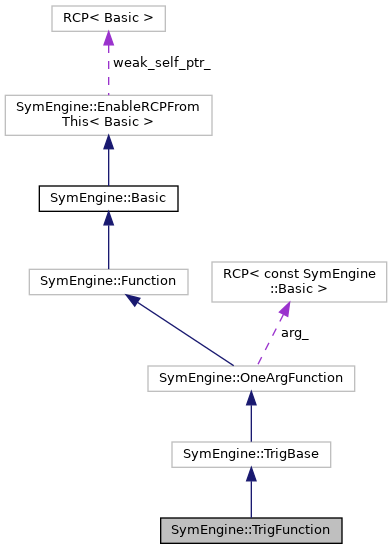 RCP< Basic >
weak_self_ptr_
SymEngine::EnableRCPFrom
This< Basic >
SymEngine::Basic
SymEngine::Function
RCP< const SymEngine
::Basic >
arg_
SymEngine::OneArgFunction
SymEngine::TrigBase
SymEngine::TrigFunction